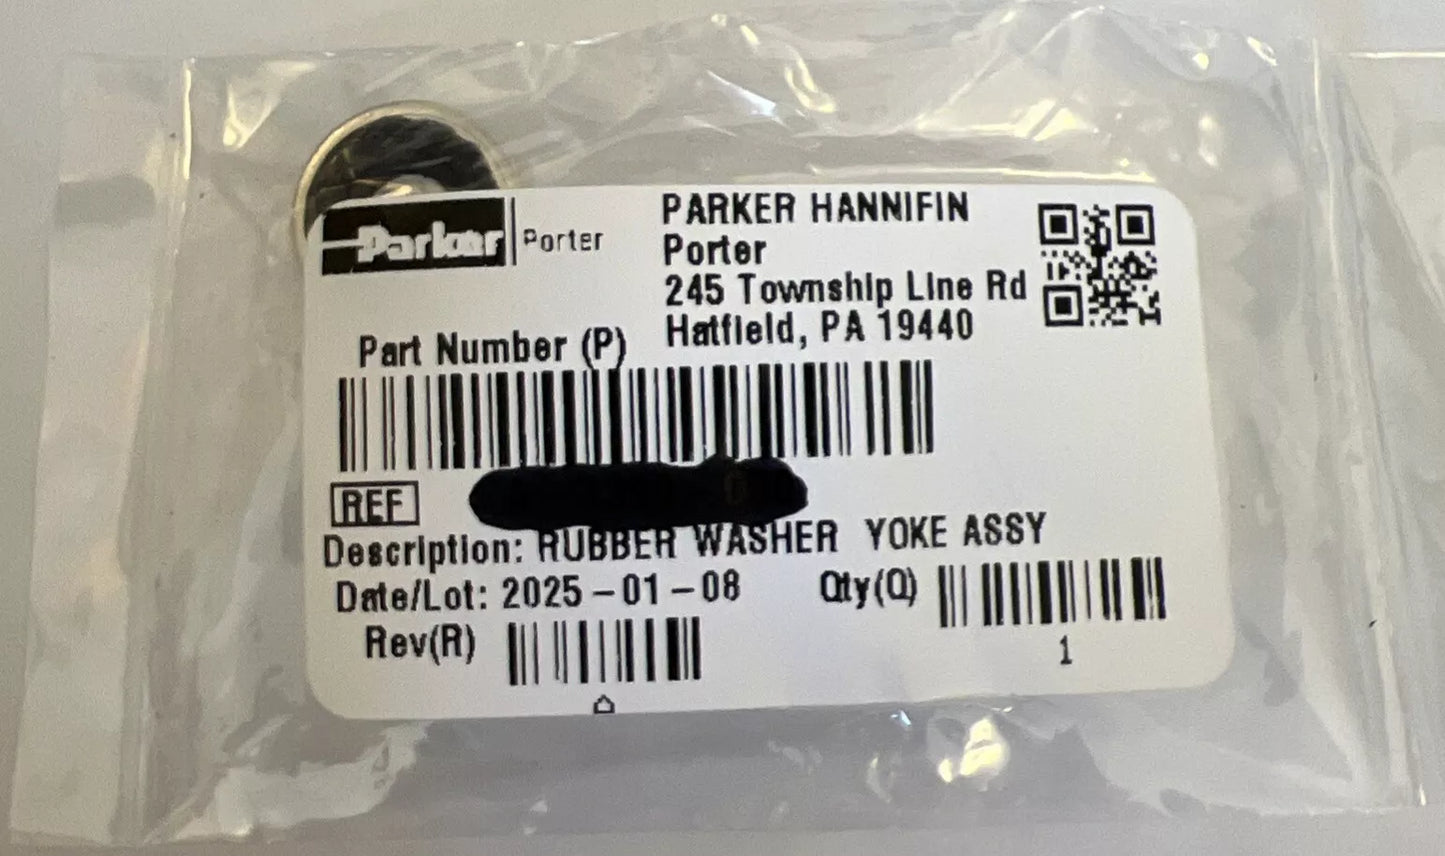 Parker Porter
PARKER HANNIFIN
Porter
245 Township Line Rd
Hatfield, PA 19440
Part Number (P)
REF
Description: RUBBER WASHER YOKE ASSY
Date/Lot: 2025-01-08
Qty(Q)
1
Rev(R)